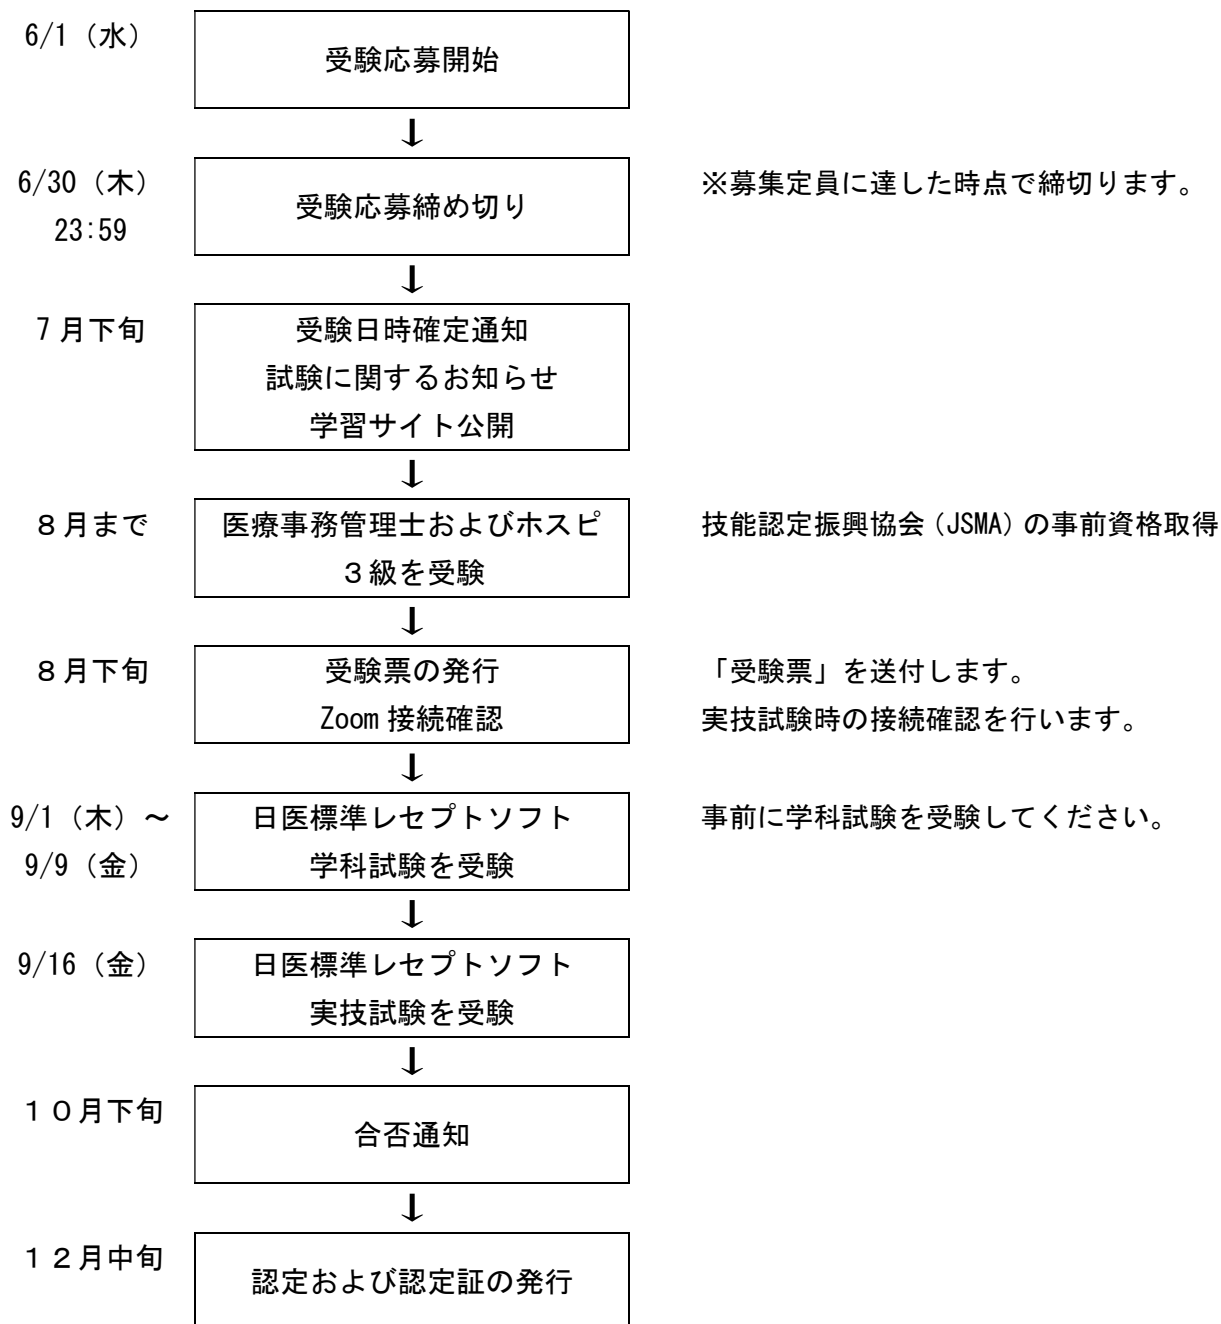 6/1（水）
受験応募開始
↓
6/30（木）
23:59
受験応募締め切り
※募集定員に達した時点で締切ります。
↓
7月下旬
受験日時確定通知
試験に関するお知らせ
学習サイト公開
↓
８月まで
医療事務管理士およびホスピ
３級を受験
技能認定振興協会（JSMA）の事前資格取得
↓
８月下旬
受験票の発行
Zoom接続確認
「受験票」を送付します。
実技試験時の接続確認を行います。
↓
9/1（木）～
9/9（金）
日医標準レセプトソフト
学科試験を受験
事前に学科試験を受験してください。
↓
9/16（金）
日医標準レセプトソフト
実技試験を受験
↓
１０月下旬
合否通知
↓
１２月中旬
認定および認定証の発行